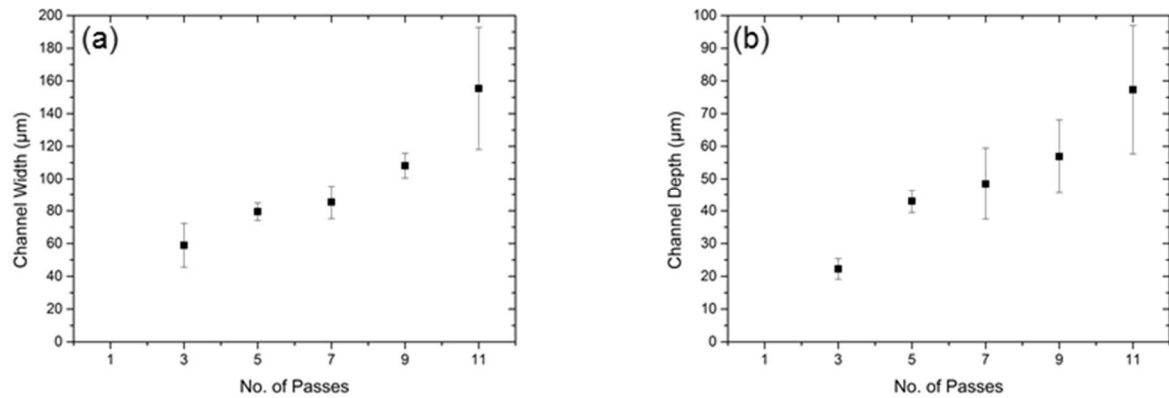 (a)
Channel Width (µm)
200
180
160
140
120
100
80
60
40
20
0
1 3 5 7 9 11
No. of Passes
(b)
Channel Depth (µm)
100
90
80
70
60
50
40
30
20
10
0
1 3 5 7 9 11
No. of Passes